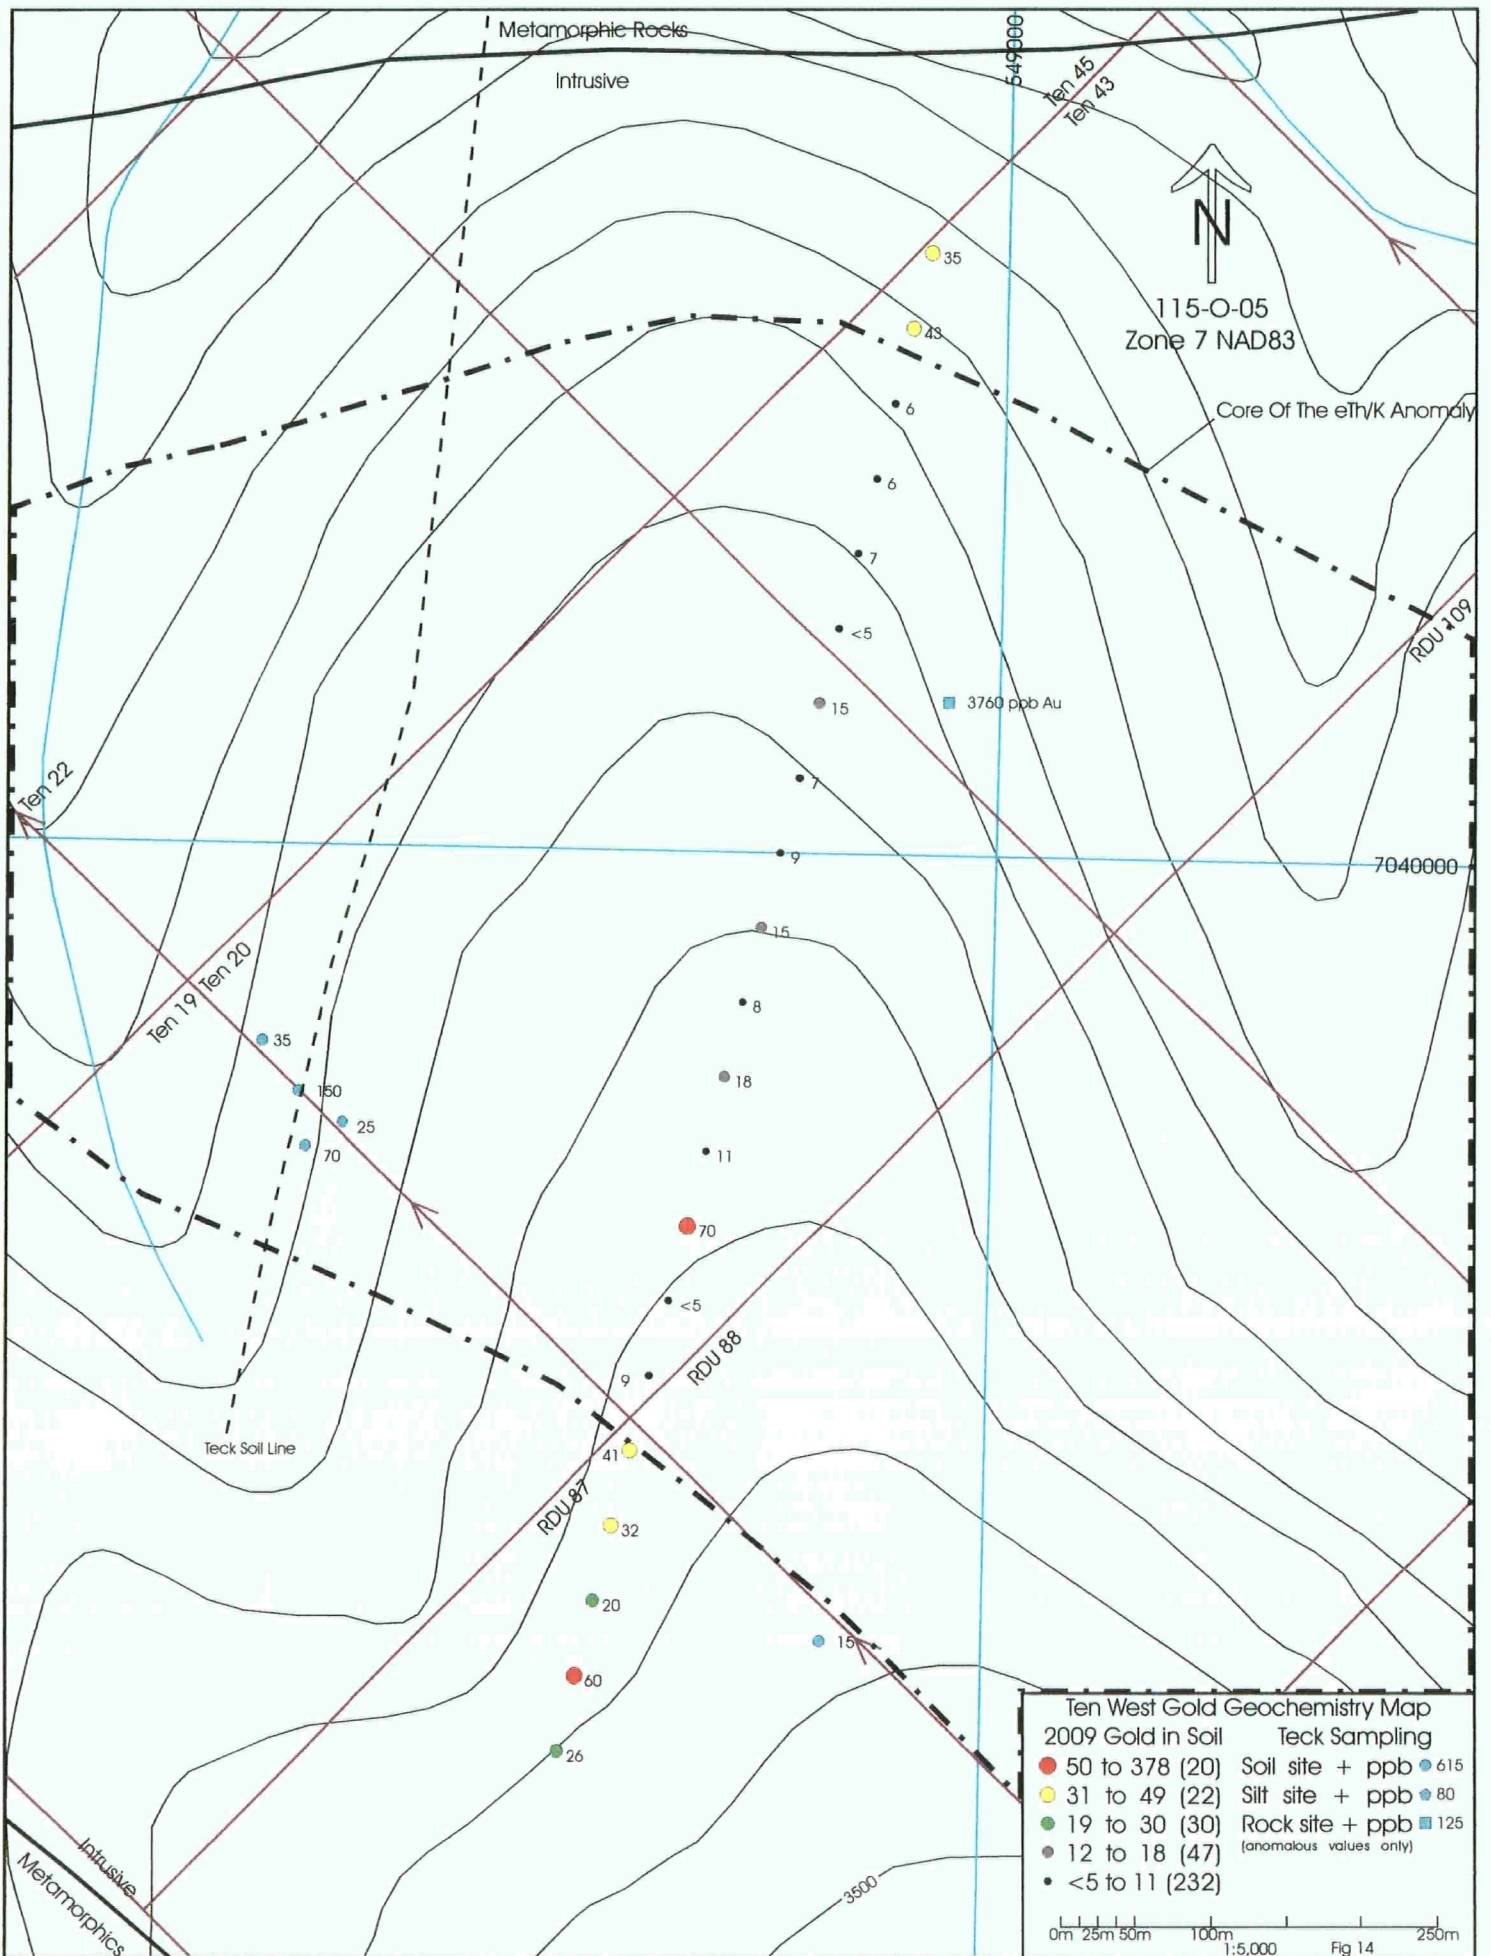 Metamorphic Rocks
Intrusive
549000
Ten 45
Ten 43
N
115-O-05
Zone 7 NAD83
35
43
Core Of The eTh/K Anomaly
6
6
7
<5
RDU 109
15
3760 ppb Au
7
Ten 22
9
7040000
15
Ten 20
Ten 19
8
35
18
150
25
70
11
70
<5
RDU 88
9
Teck Soil Line
41
RDU 87
32
20
15
60
26
Intrusive
Metamorphics
3500
Ten West Gold Geochemistry Map
2009 Gold in Soil
Teck Sampling
50 to 378 (20)
Soil site + ppb 615
31 to 49 (22)
Silt site + ppb 80
19 to 30 (30)
Rock site + ppb 125
(anomalous values only)
12 to 18 (47)
<5 to 11 (232)
0m 25m 50m 100m 250m
1:5,000
Fig 14